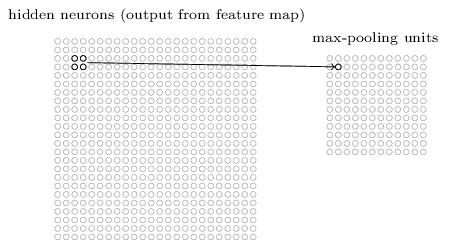 hidden neurons (output from feature map)
max-pooling units